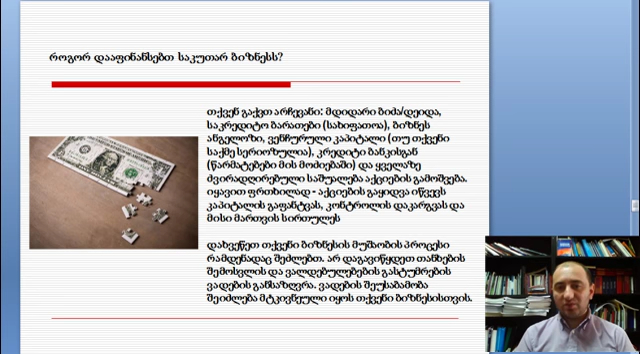 როგორ დააფინანსებთ საკუთარ ბიზნესს?
თქვენ გაქვთ არჩევანი: მდიდარი ბიძა/დეიდა,
საკრედიტო ბარათები (სახიფათოა), ბიზნეს
ანგელოზი, ვენჩურული კაპიტალი (თუ თქვენი
საქმე სერიოზულია), კრედიტი ბანკისგან
(წარმატებები მის მოძიებაში) და ყველაზე
ძვირადღირებული საშუალება აქციების გამოშვება.
იყავით ფრთხილად - აქციების გაყიდვა იწვევს
კაპიტალის გაფანტვას, კონტროლის დაკარგვას და
მისი მართვის სირთულეს
დახვეწეთ თქვენი ბიზნესის მუშაობის პროცესი
რამდენადაც შეძლებთ. არ დაგავიწყდეთ თანხების
შემოსვლის და ვალდებულებების გასტუმრების
ვადების განსაზღვრა. ვადების შეუსაბამობა
შეიძლება მტკივნეული იყოს თქვენი ბიზნესისთვის.